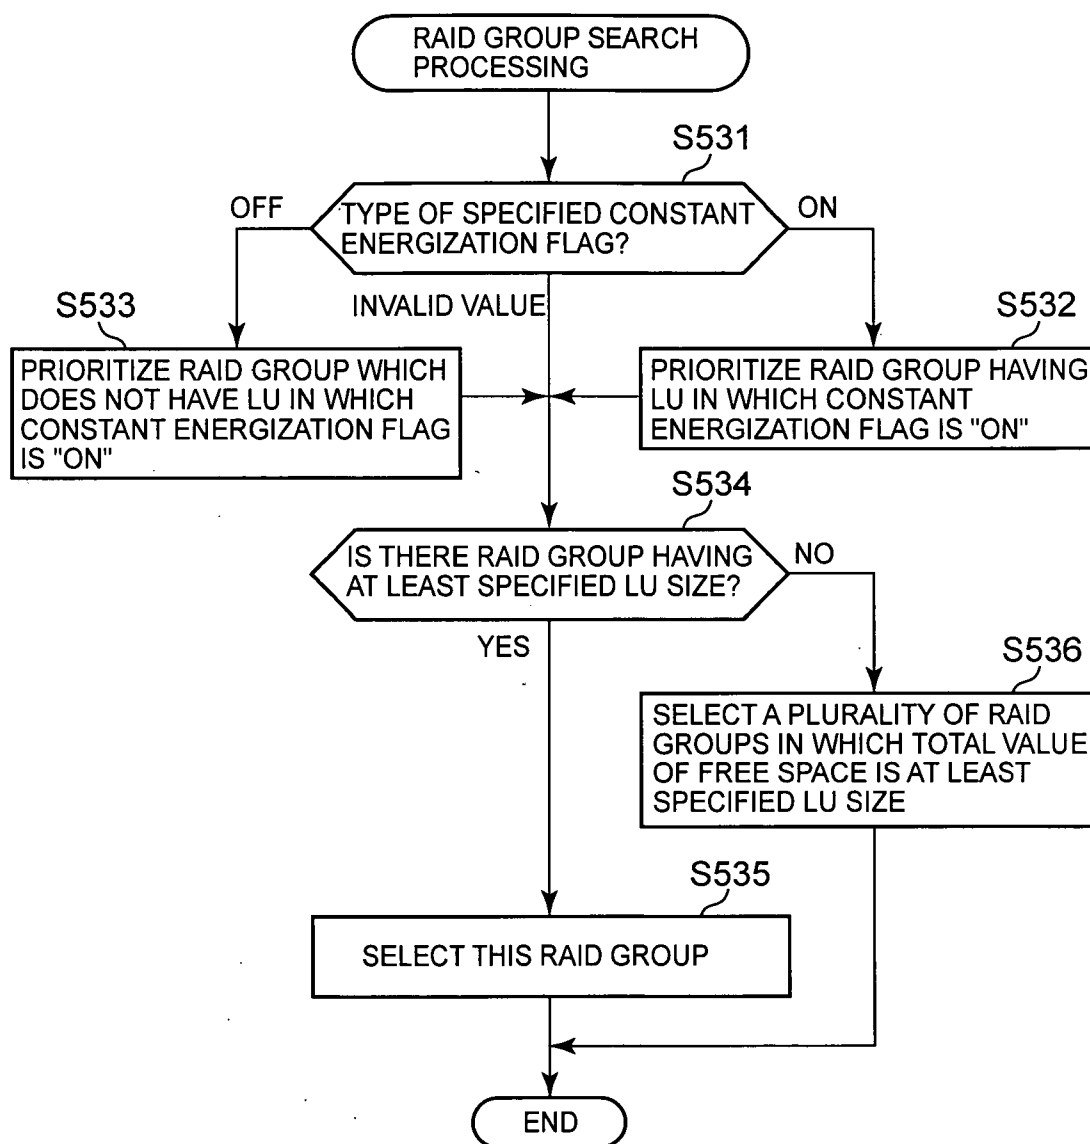 RAID GROUP SEARCH
PROCESSING
S531
OFF
TYPE OF SPECIFIED CONSTANT
ENERGIZATION FLAG?
ON
S533
INVALID VALUE
S532
PRIORITIZE RAID GROUP WHICH
DOES NOT HAVE LU IN WHICH
CONSTANT ENERGIZATION FLAG
IS "ON"
PRIORITIZE RAID GROUP HAVING
LU IN WHICH CONSTANT
ENERGIZATION FLAG IS "ON"
S534
IS THERE RAID GROUP HAVING
AT LEAST SPECIFIED LU SIZE?
NO
YES
S536
SELECT A PLURALITY OF RAID
GROUPS IN WHICH TOTAL VALUE
OF FREE SPACE IS AT LEAST
SPECIFIED LU SIZE
S535
SELECT THIS RAID GROUP
END